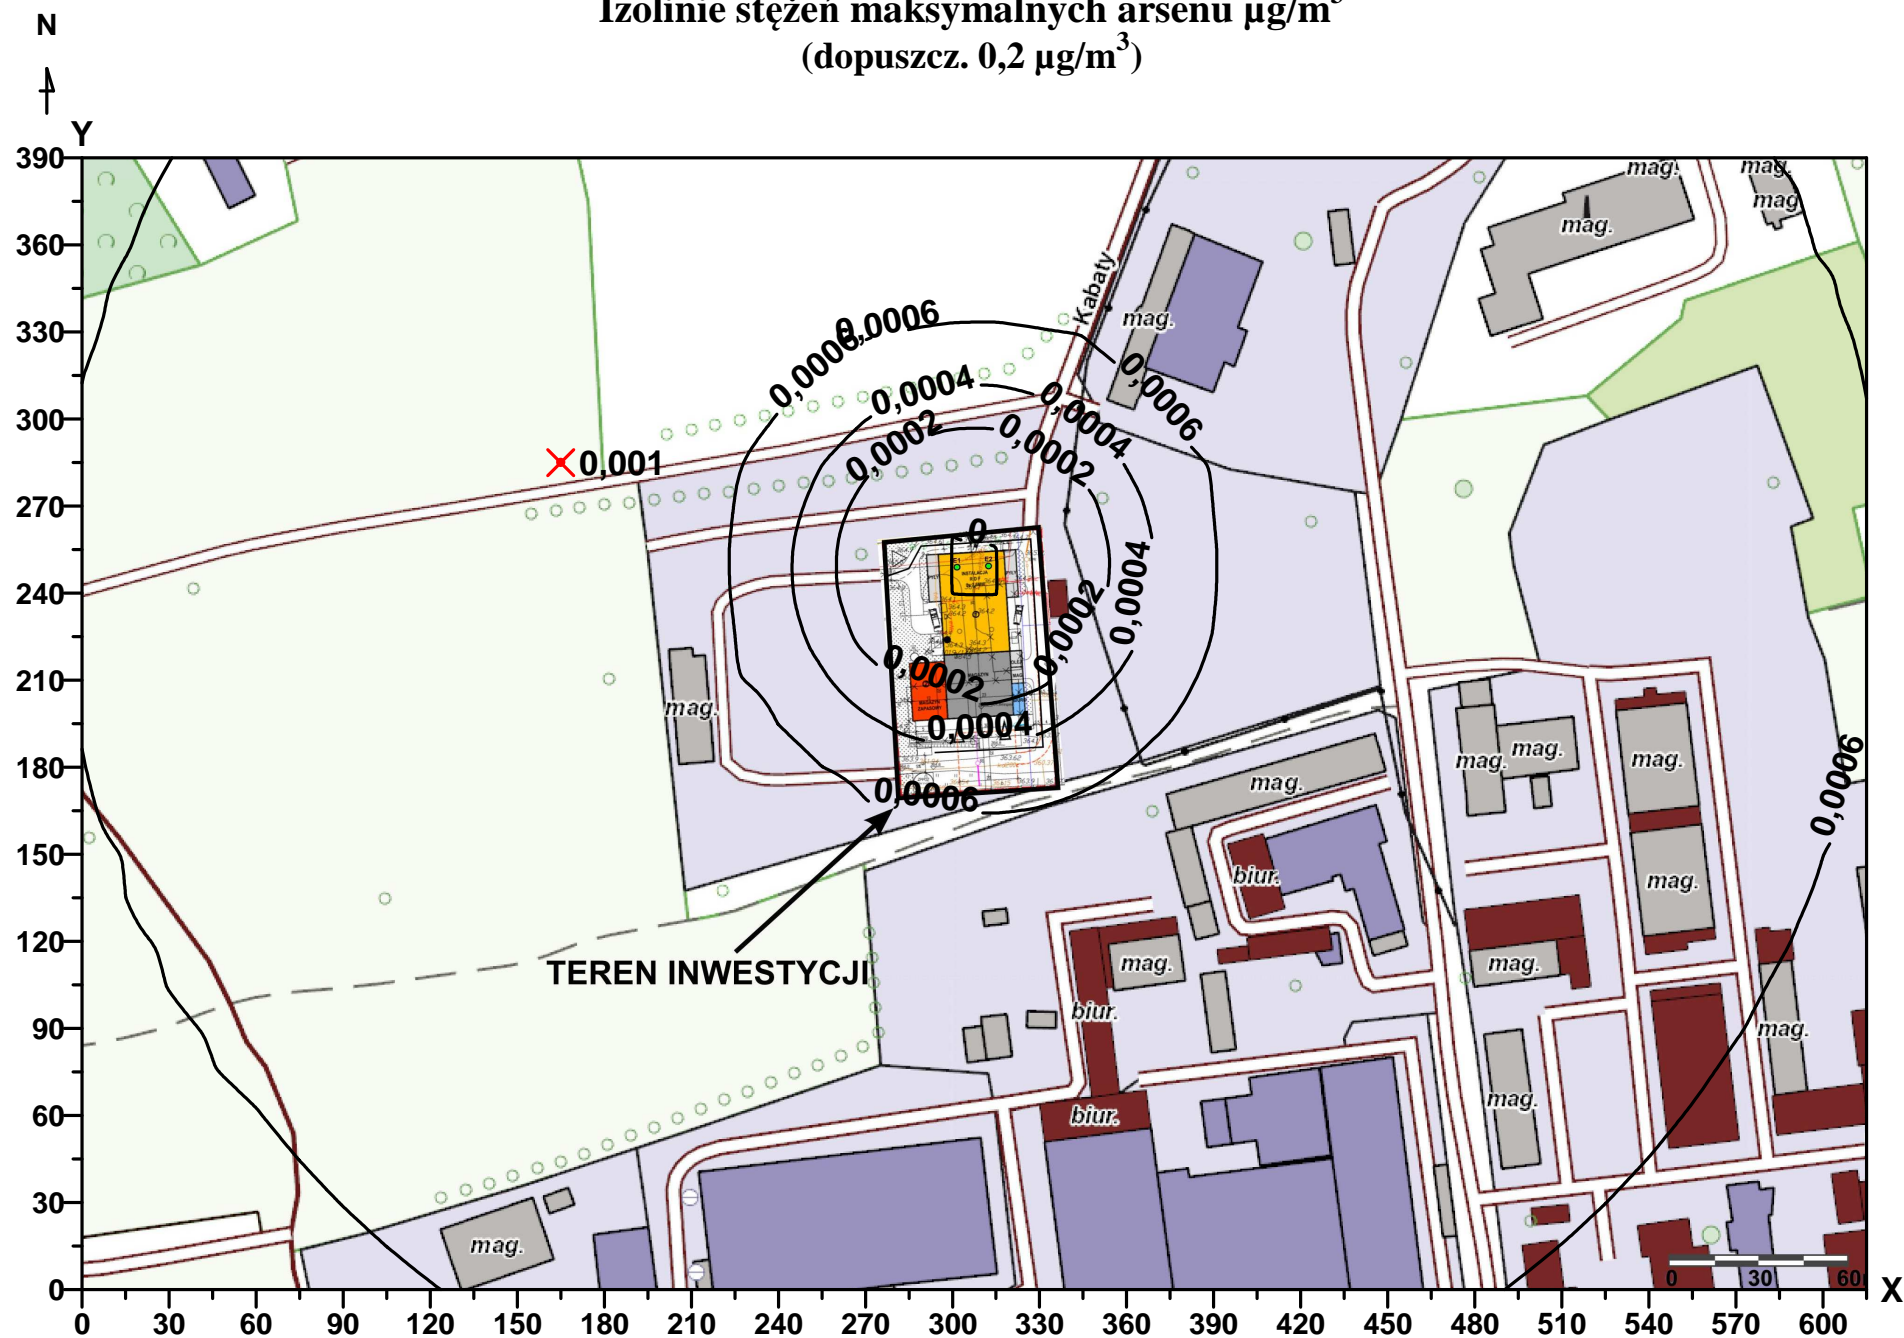 Izolinie stężeń maksymalnych arsenu µg/m³
(dopuszcz. 0,2 µg/m³)
N
Y
390
360
330
300
270
240
210
180
150
120
90
60
30
0
0 30 60 90 120 150 180 210 240 270 300 330 360 390 420 450 480 510 540 570 600
X
mag.
mag.
mag
mag.
Kabaty
mag.
0,0006
0,0006
0,0006
0,0004
0,0004
0,0002
0,0002
0,001
0
E1
E2
INSTALACJA
0,0004
0,0002
0,0002
mag.
0,0004
0,0006
0,0006
mag.
mag.
mag.
mag.
biur.
mag.
TEREN INWESTYCJI
mag.
mag.
biur.
mag.
mag.
biur.
mag.
0 30 60